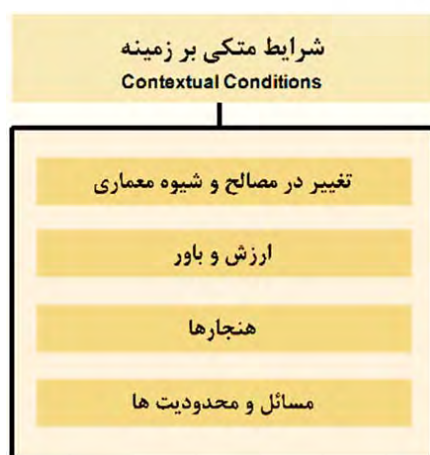 شرایط متکی بر زمینه
Contextual Conditions
تغییر در مصالح و شیوه معماری
ارزش و باور
هنجارها
مسائل و محدودیت ها